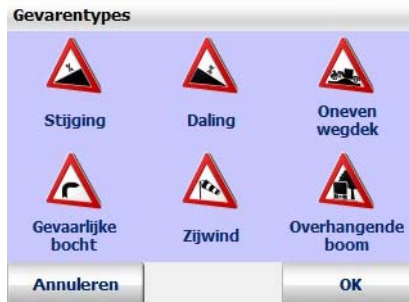 Gevarentypes
Stijging
Daling
Oneven
wegdek
Gevaarlijke
bocht
Zijwind
Overhangende
boom
Annuleren
OK